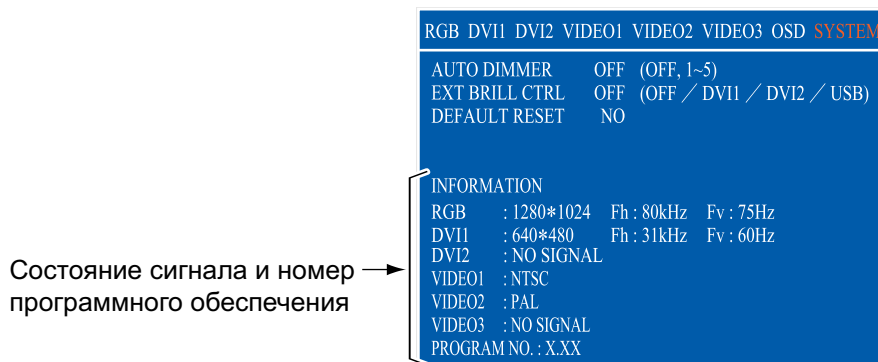 RGB DVI1 DVI2 VIDEO1 VIDEO2 VIDEO3 OSD SYSTEM
AUTO DIMMER OFF (OFF, 1~5)
EXT BRILL CTRL OFF (OFF / DVI1 / DVI2 / USB)
DEFAULT RESET NO
INFORMATION
RGB : 1280*1024 Fh : 80kHz Fv : 75Hz
DVI1 : 640*480 Fh : 31kHz Fv : 60Hz
DVI2 : NO SIGNAL
VIDEO1 : NTSC
VIDEO2 : PAL
VIDEO3 : NO SIGNAL
PROGRAM NO. : X.XX
Состояние сигнала и номер
программного обеспечения